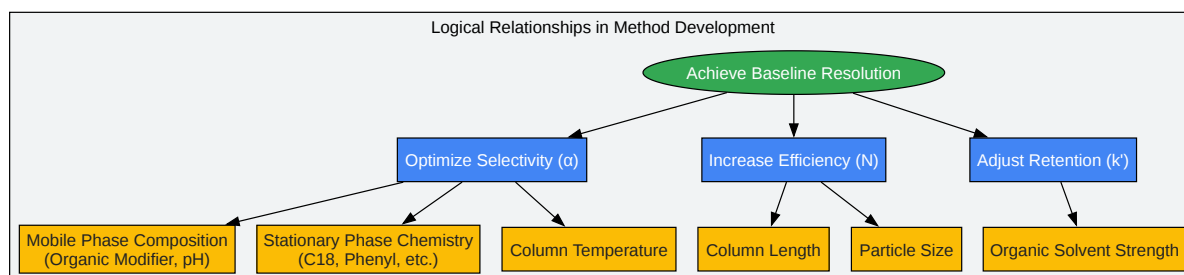 Logical Relationships in Method Development
Achieve Baseline Resolution
Optimize Selectivity (α)
Increase Efficiency (N)
Adjust Retention (k')
Mobile Phase Composition
(Organic Modifier, pH)
Stationary Phase Chemistry
(C18, Phenyl, etc.)
Column Temperature
Column Length
Particle Size
Organic Solvent Strength